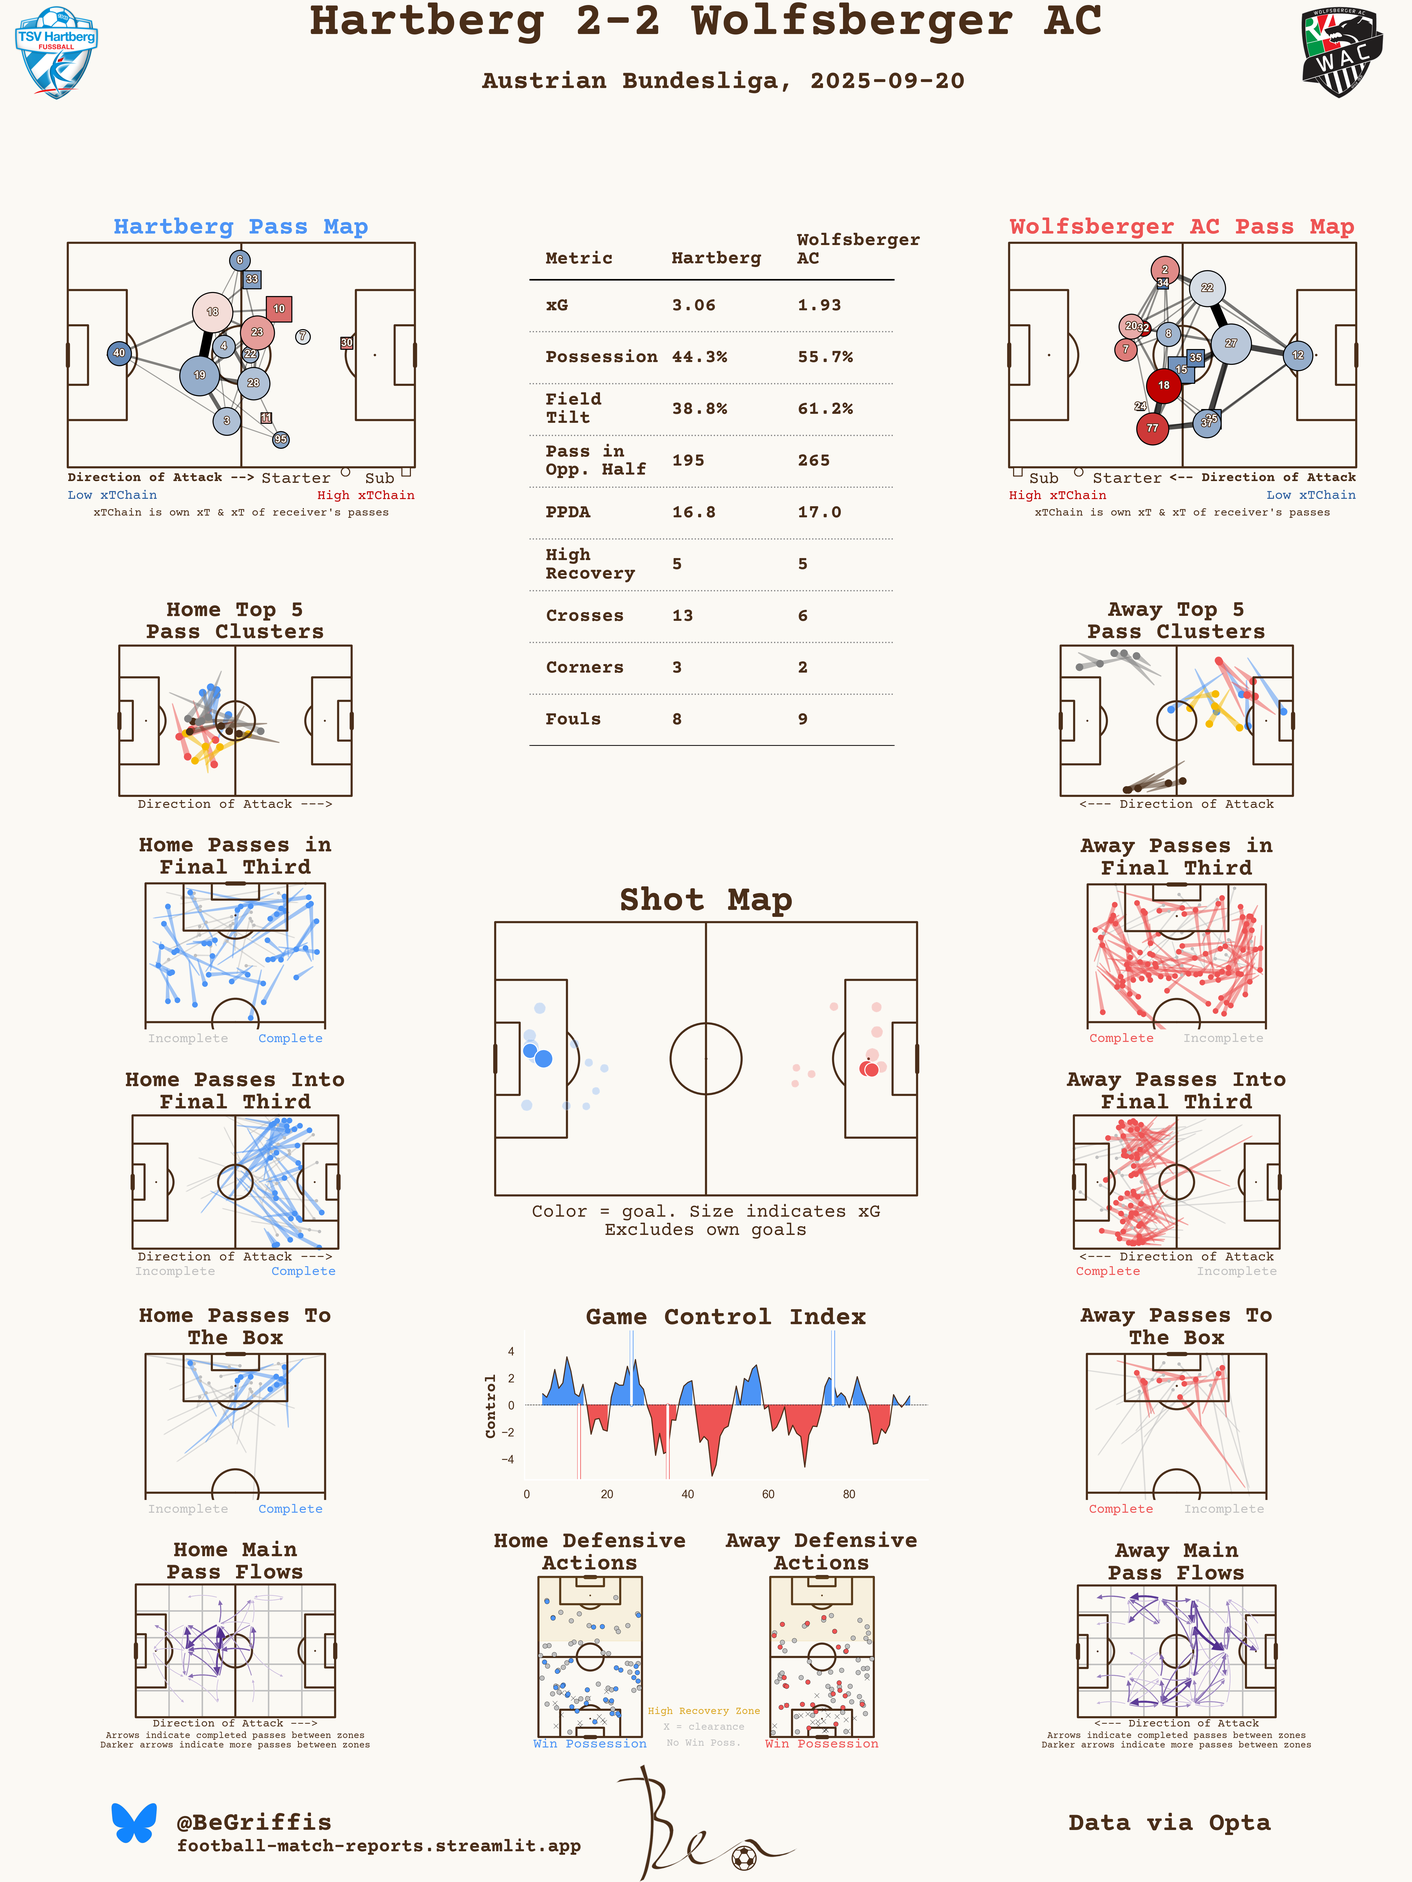 Hartberg 2-2 Wolfsberger AC
Austrian Bundesliga, 2025-09-20
TSV Hartberg
FUSSBALL
WOLFSBERGER AC
RZ
WAC
Hartberg Pass Map
6
33
18
10
23
7
30
4
22
40
19
28
3
11
95
Direction of Attack --> Starter Sub
Low xTChain High xTChain
xTChain is own xT & xT of receiver's passes
Metric Hartberg Wolfsberger AC
xG 3.06 1.93
Possession 44.3% 55.7%
Field Tilt 38.8% 61.2%
Pass in Opp. Half 195 265
PPDA 16.8 17.0
High Recovery 5 5
Crosses 13 6
Corners 3 2
Fouls 8 9
Wolfsberger AC Pass Map
2
34
22
20
32
8
7
27
35
12
15
18
24
77
37
25
Sub Starter <-- Direction of Attack
High xTChain Low xTChain
xTChain is own xT & xT of receiver's passes
Home Top 5
Pass Clusters
Direction of Attack --->
Away Top 5
Pass Clusters
<--- Direction of Attack
Home Passes in
Final Third
Incomplete Complete
Away Passes in
Final Third
Complete Incomplete
Shot Map
Color = goal. Size indicates xG
Excludes own goals
Home Passes Into
Final Third
Direction of Attack --->
Incomplete Complete
Away Passes Into
Final Third
<--- Direction of Attack
Complete Incomplete
Home Passes To
The Box
Incomplete Complete
Game Control Index
Control
4
2
0
−2
−4
0 20 40 60 80
Away Passes To
The Box
Complete Incomplete
Home Main
Pass Flows
Direction of Attack --->
Arrows indicate completed passes between zones
Darker arrows indicate more passes between zones
Home Defensive
Actions
Win Possession
High Recovery Zone
X = clearance
No Win Poss.
Away Defensive
Actions
Win Possession
Away Main
Pass Flows
<--- Direction of Attack
Arrows indicate completed passes between zones
Darker arrows indicate more passes between zones
@BeGriffis
football-match-reports.streamlit.app
Ben
Data via Opta